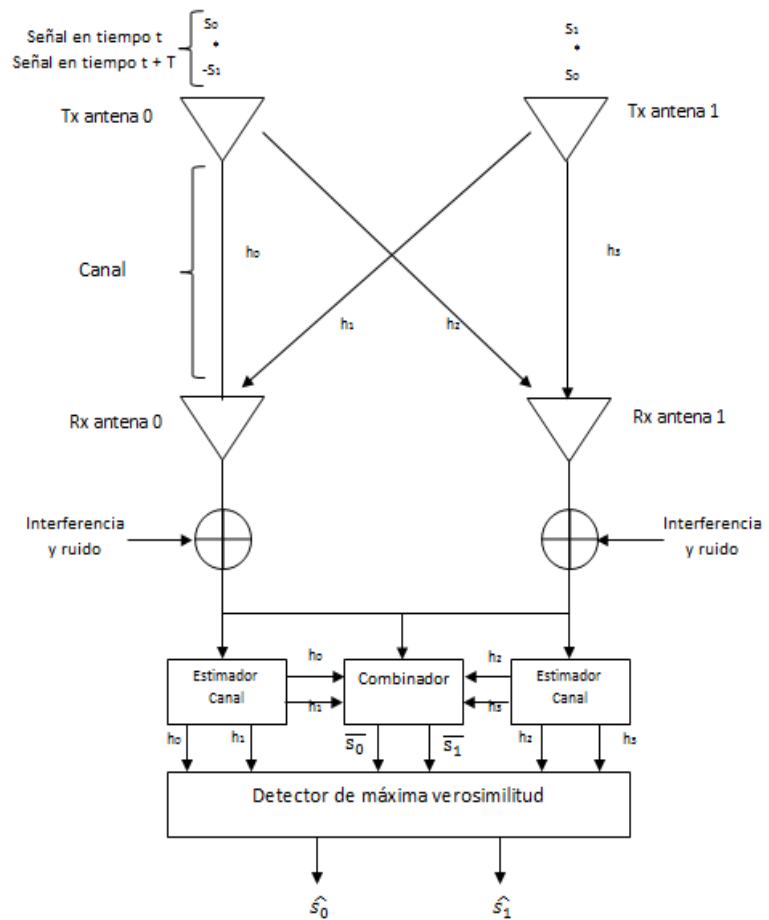 Señal en tiempo t
S₀
S₁
Señal en tiempo t + T
*
-S₁
*
S₀
Tx antena 0
Tx antena 1
Canal
h₀
h₃
h₁
h₂
Rx antena 0
Rx antena 1
Interferencia
y ruido
Interferencia
y ruido
Estimador
Canal
h₀
h₁
Combinador
h₂
h₃
Estimador
Canal
h₀
h₁
s̅₀
s̅₁
h₂
h₃
Detector de máxima verosimilitud
ŝ₀
ŝ₁